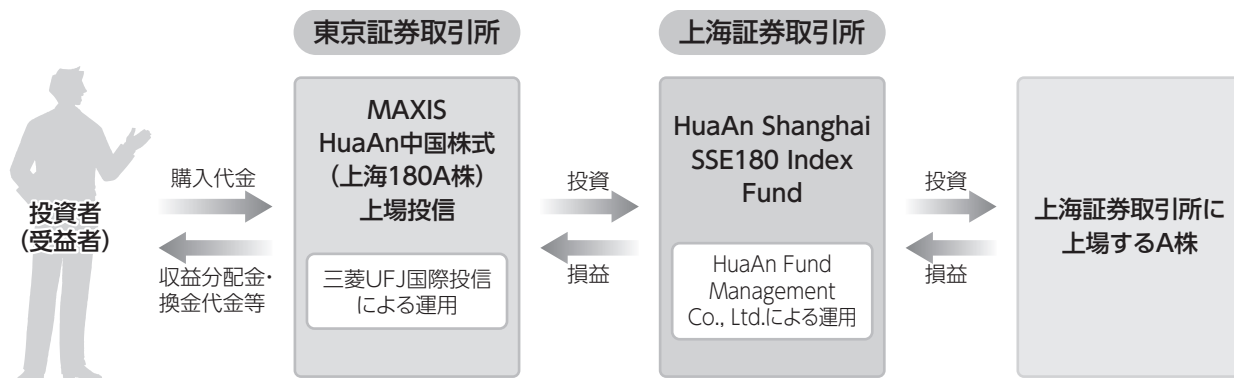 東京証券取引所
上海証券取引所
MAXIS
HuaAn中国株式
（上海180A株）
上場投信
三菱UFJ国際投信
による運用
HuaAn Shanghai
SSE180 Index
Fund
HuaAn Fund
Management
Co., Ltd.による運用
上海証券取引所に
上場するA株
投資者
（受益者）
購入代金
収益分配金・
換金代金等
投資
損益
投資
損益